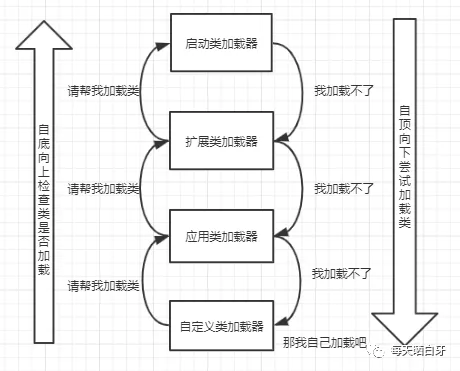 启动类加载器
请帮我加载类
我加载不了
扩展类加载器
自底向上检查类是否加载
自顶向下尝试加载类
请帮我加载类
我加载不了
应用类加载器
请帮我加载类
我加载不了
自定义类加载器
那我自己加载吧
每天晒白牙